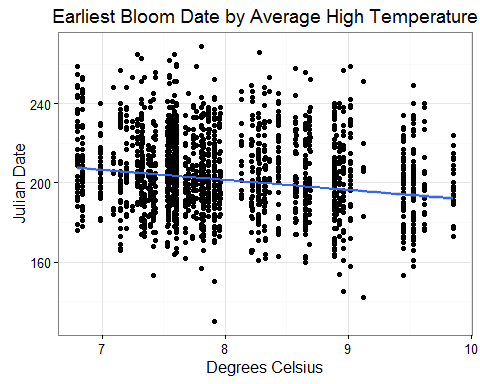 Earliest Bloom Date by Average High Temperature
Julian Date
240
200
160
7 8 9 10
Degrees Celsius